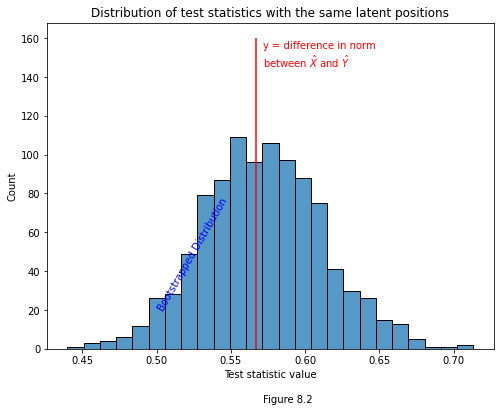 Distribution of test statistics with the same latent positions
160
140
120
100
80
60
40
20
0
Count
y = difference in norm
between X̂ and Ŷ
Bootstrapped Distribution
0.45 0.50 0.55 0.60 0.65 0.70
Test statistic value
Figure 8.2